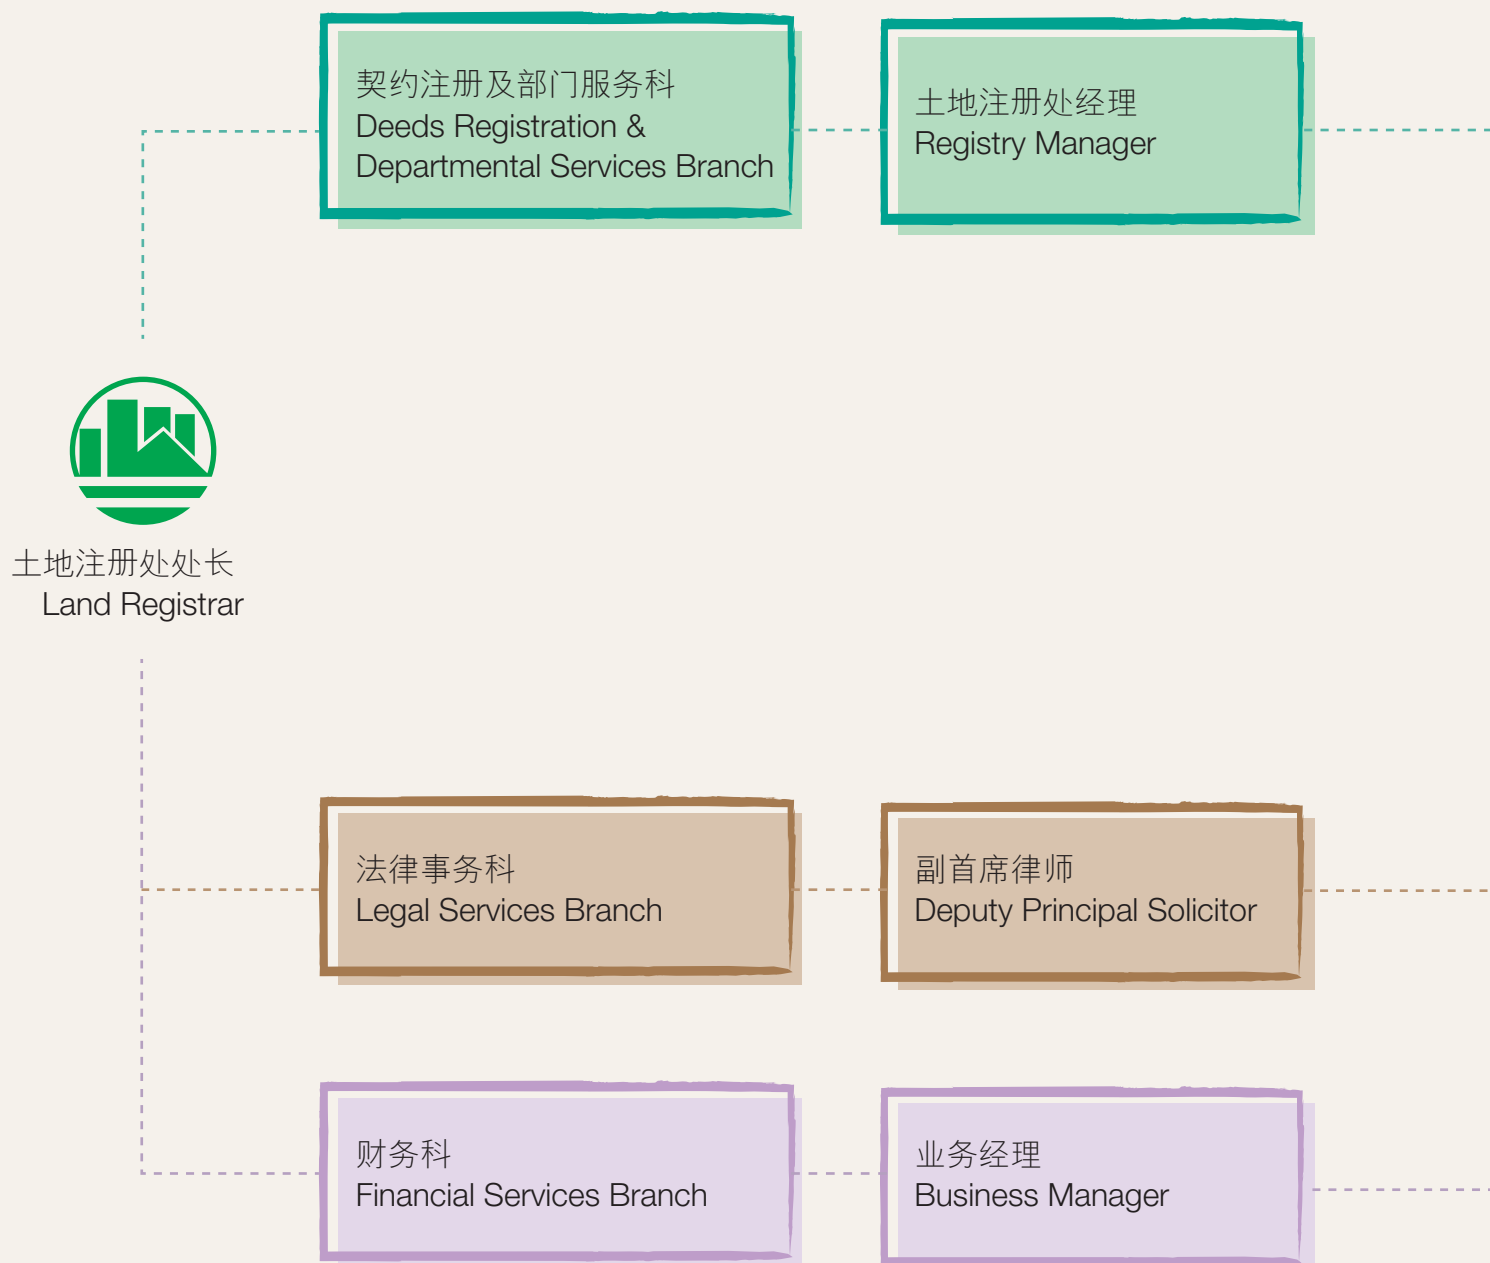 契约注册及部门服务科
Deeds Registration &
Departmental Services Branch
土地注册处经理
Registry Manager
土地注册处处长
Land Registrar
法律事务科
Legal Services Branch
副首席律师
Deputy Principal Solicitor
财务科
Financial Services Branch
业务经理
Business Manager